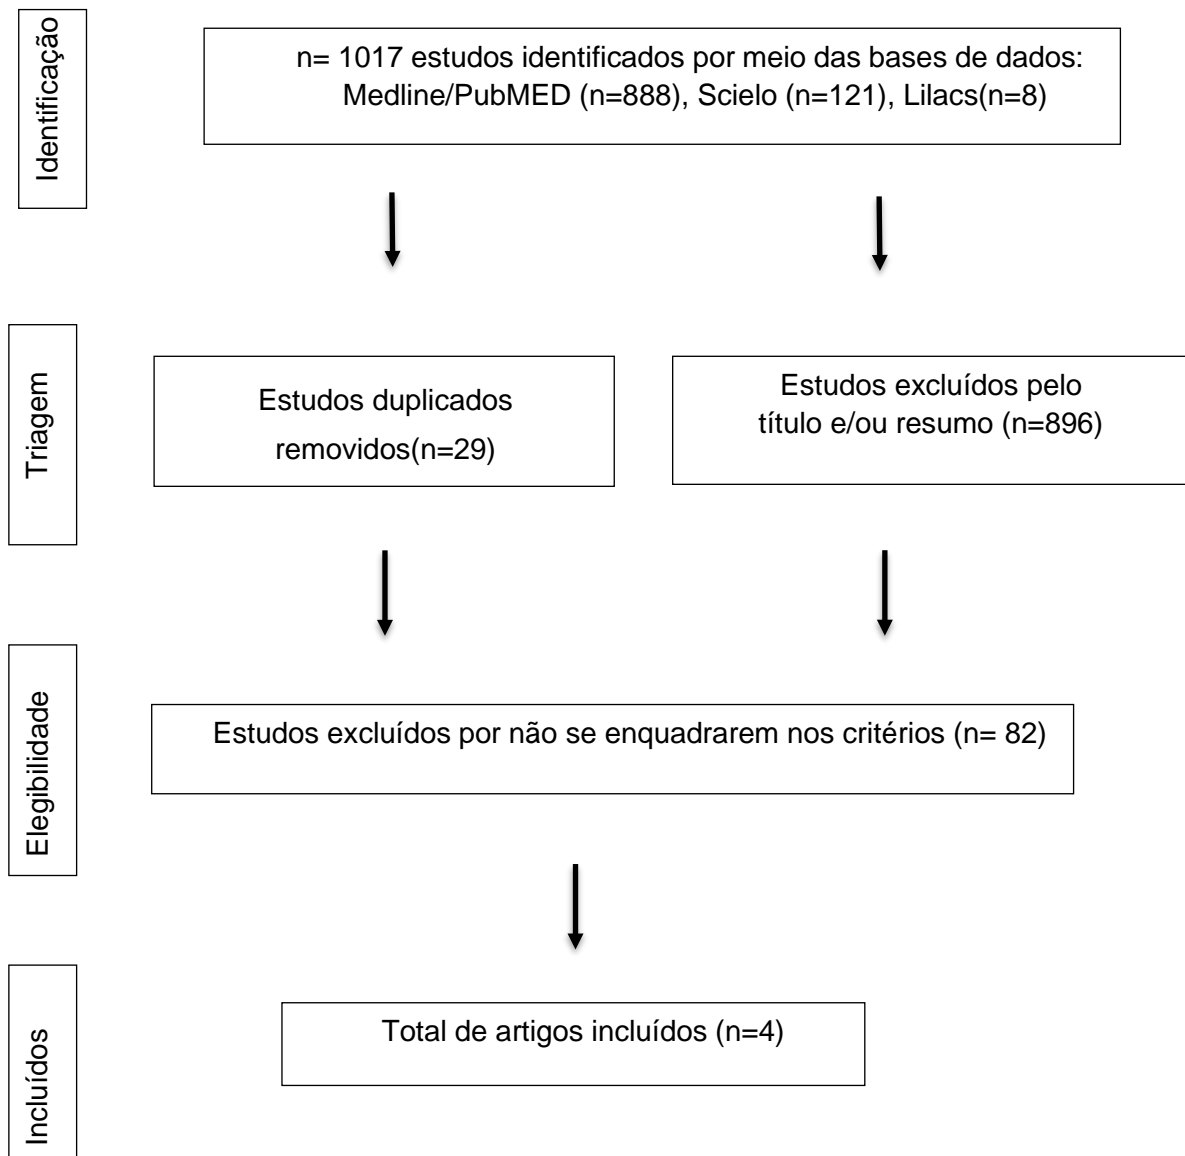 Identificação
n= 1017 estudos identificados por meio das bases de dados:
Medline/PubMED (n=888), Scielo (n=121), Lilacs(n=8)
Triagem
Estudos duplicados
removidos(n=29)
Estudos excluídos pelo
título e/ou resumo (n=896)
Elegibilidade
Estudos excluídos por não se enquadrarem nos critérios (n= 82)
Incluídos
Total de artigos incluídos (n=4)